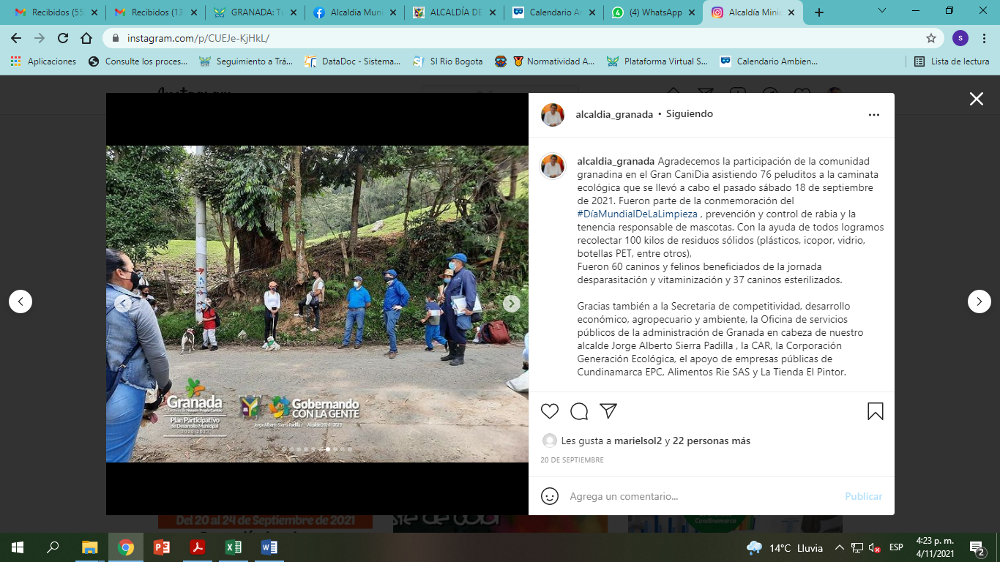 Recibidos (55
Recibidos (13
GRANADA: Tu
Alcaldia Muni
ALCALDÍA DE
Calendario A
(4) WhatsApp
Alcaldía Minic
instagram.com/p/CUEJe-KjHkL/
s
Aplicaciones
Consulte los proces...
Seguimiento a Trá...
DataDoc - Sistema...
SI Rio Bogota
Normatividad A...
Plataforma Virtual S...
Calendario Ambien...
Lista de lectura
Instagram
alcaldia_granada • Siguiendo
alcaldia_granada Agradecemos la participación de la comunidad
granadina en el Gran CaniDia asistiendo 76 peluditos a la caminata
ecológica que se llevó a cabo el pasado sábado 18 de septiembre
de 2021. Fueron parte de la conmemoración del
#DíaMundialDeLaLimpieza , prevención y control de rabia y la
tenencia responsable de mascotas. Con la ayuda de todos logramos
recolectar 100 kilos de residuos sólidos (plásticos, icopor, vidrio,
botellas PET, entre otros),
Fueron 60 caninos y felinos beneficiados de la jornada
desparasitación y vitaminización y 37 caninos esterilizados.
Gracias también a la Secretaria de competitividad, desarrollo
económico, agropecuario y ambiente, la Oficina de servicios
públicos de la administración de Granada en cabeza de nuestro
alcalde Jorge Alberto Sierra Padilla , la CAR, la Corporación
Generación Ecológica, el apoyo de empresas públicas de
Cundinamarca EPC, Alimentos Rie SAS y La Tienda El Pintor.
Granada
Plan Participativo
de Desarrollo Municipal
2020-2023
Gobernando
CON LA GENTE
Jorge Alberto Sierra Padilla / Alcalde 2020 - 2023
Les gusta a marielsol2 y 22 personas más
20 DE SEPTIEMBRE
Agrega un comentario...
Publicar
Del 20 al 24 de Septiembre de 2021
Cundinamarca
14°C Lluvia
ESP
4:23 p. m.
4/11/2021
2